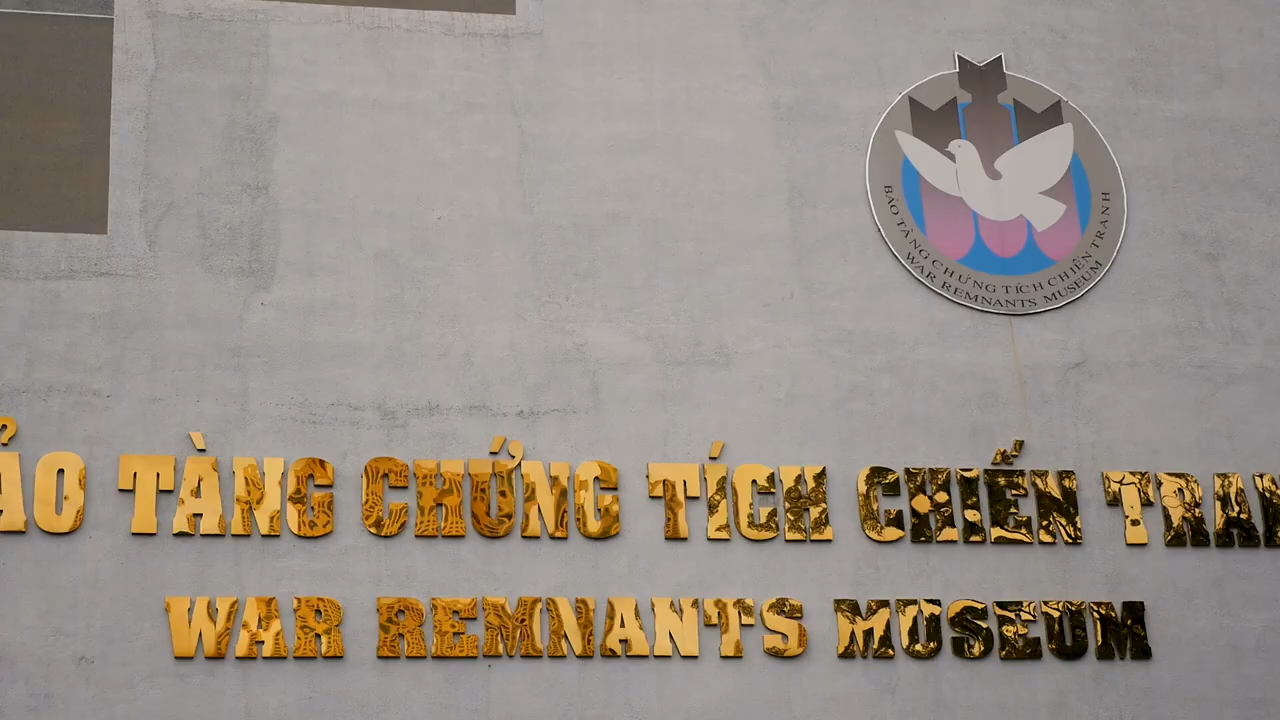 BẢO TÀNG CHỨNG TÍCH CHIẾN TRANH
WAR REMNANTS MUSEUM
ẢO TÀNG CHỨNG TÍCH CHIẾN TRAN
WAR REMNANTS MUSEUM